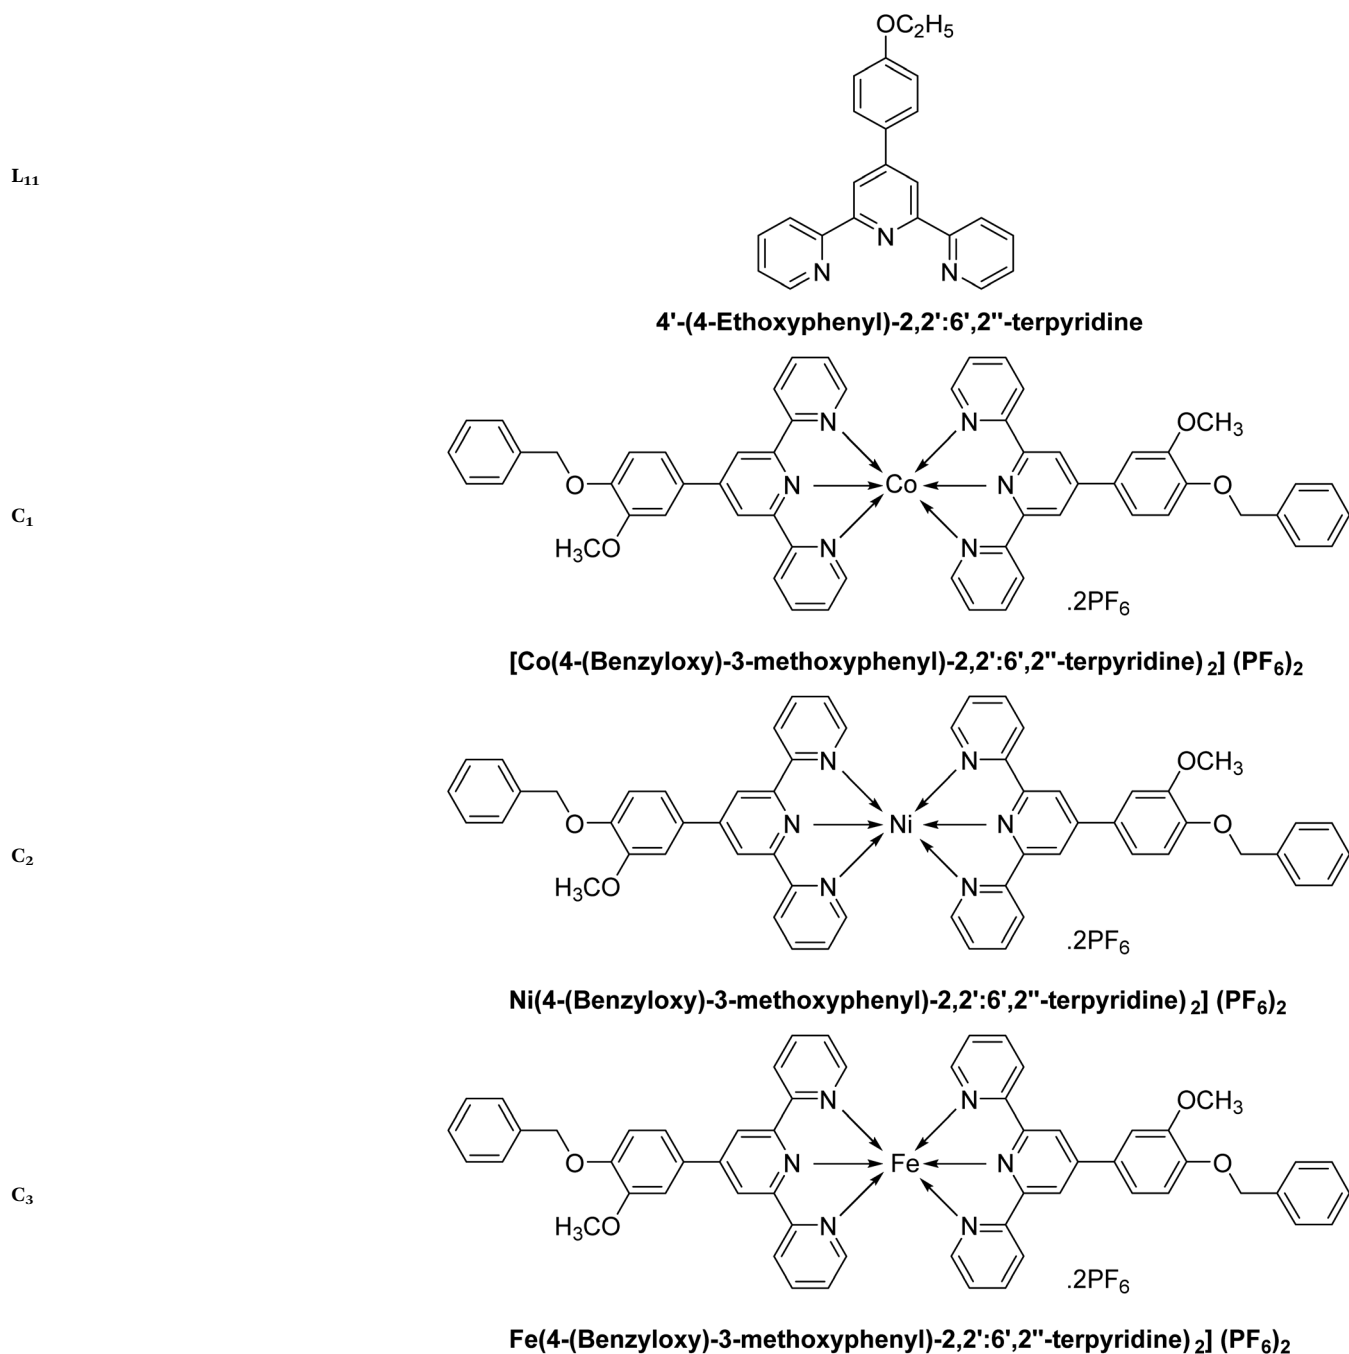 OC2H5
L11
N
N
N
4'-(4-Ethoxyphenyl)-2,2':6',2''-terpyridine
N
N
OCH3
C1
O
N
Co
N
O
H3CO
N
N
.2PF6
[Co(4-(Benzyloxy)-3-methoxyphenyl)-2,2':6',2''-terpyridine) 2] (PF6)2
N
N
OCH3
C2
O
N
Ni
N
O
H3CO
N
N
.2PF6
Ni(4-(Benzyloxy)-3-methoxyphenyl)-2,2':6',2''-terpyridine) 2] (PF6)2
N
N
OCH3
C3
O
N
Fe
N
O
H3CO
N
N
.2PF6
Fe(4-(Benzyloxy)-3-methoxyphenyl)-2,2':6',2''-terpyridine) 2] (PF6)2